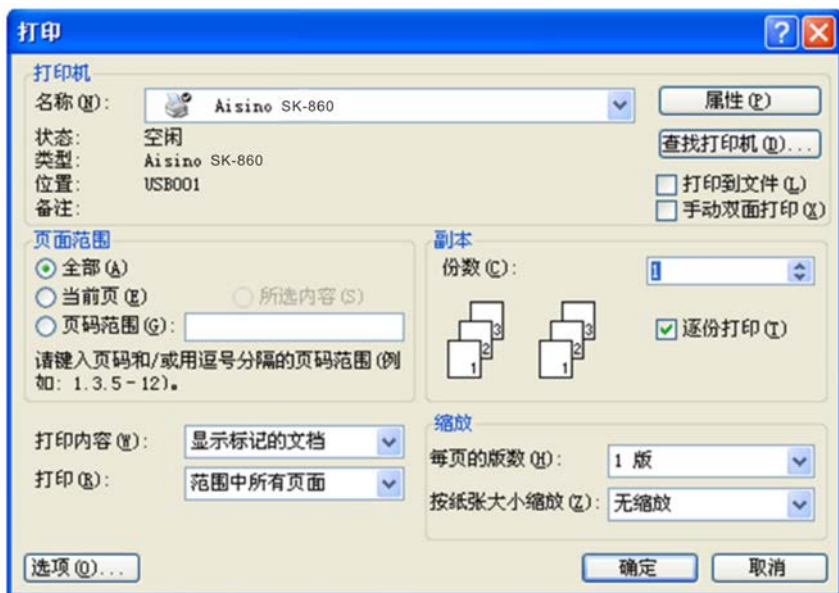 打印
打印机
名称(N): Aisino SK-860 属性(P)
状态: 空闲 查找打印机(D)...
类型: Aisino SK-860
位置: USB001 打印到文件(L)
备注: 手动双面打印(X)
页面范围
全部(A)
当前页(E) 所选内容(S)
页码范围(G):
请键入页码和/或用逗号分隔的页码范围(例
如: 1.3.5-12)。
副本
份数(C): 1
1 2 3 1 2 3
逐份打印(T)
打印内容(W): 显示标记的文档
打印(R): 范围中所有页面
缩放
每页的版数(H): 1 版
按纸张大小缩放(Z): 无缩放
选项(O)... 确定 取消